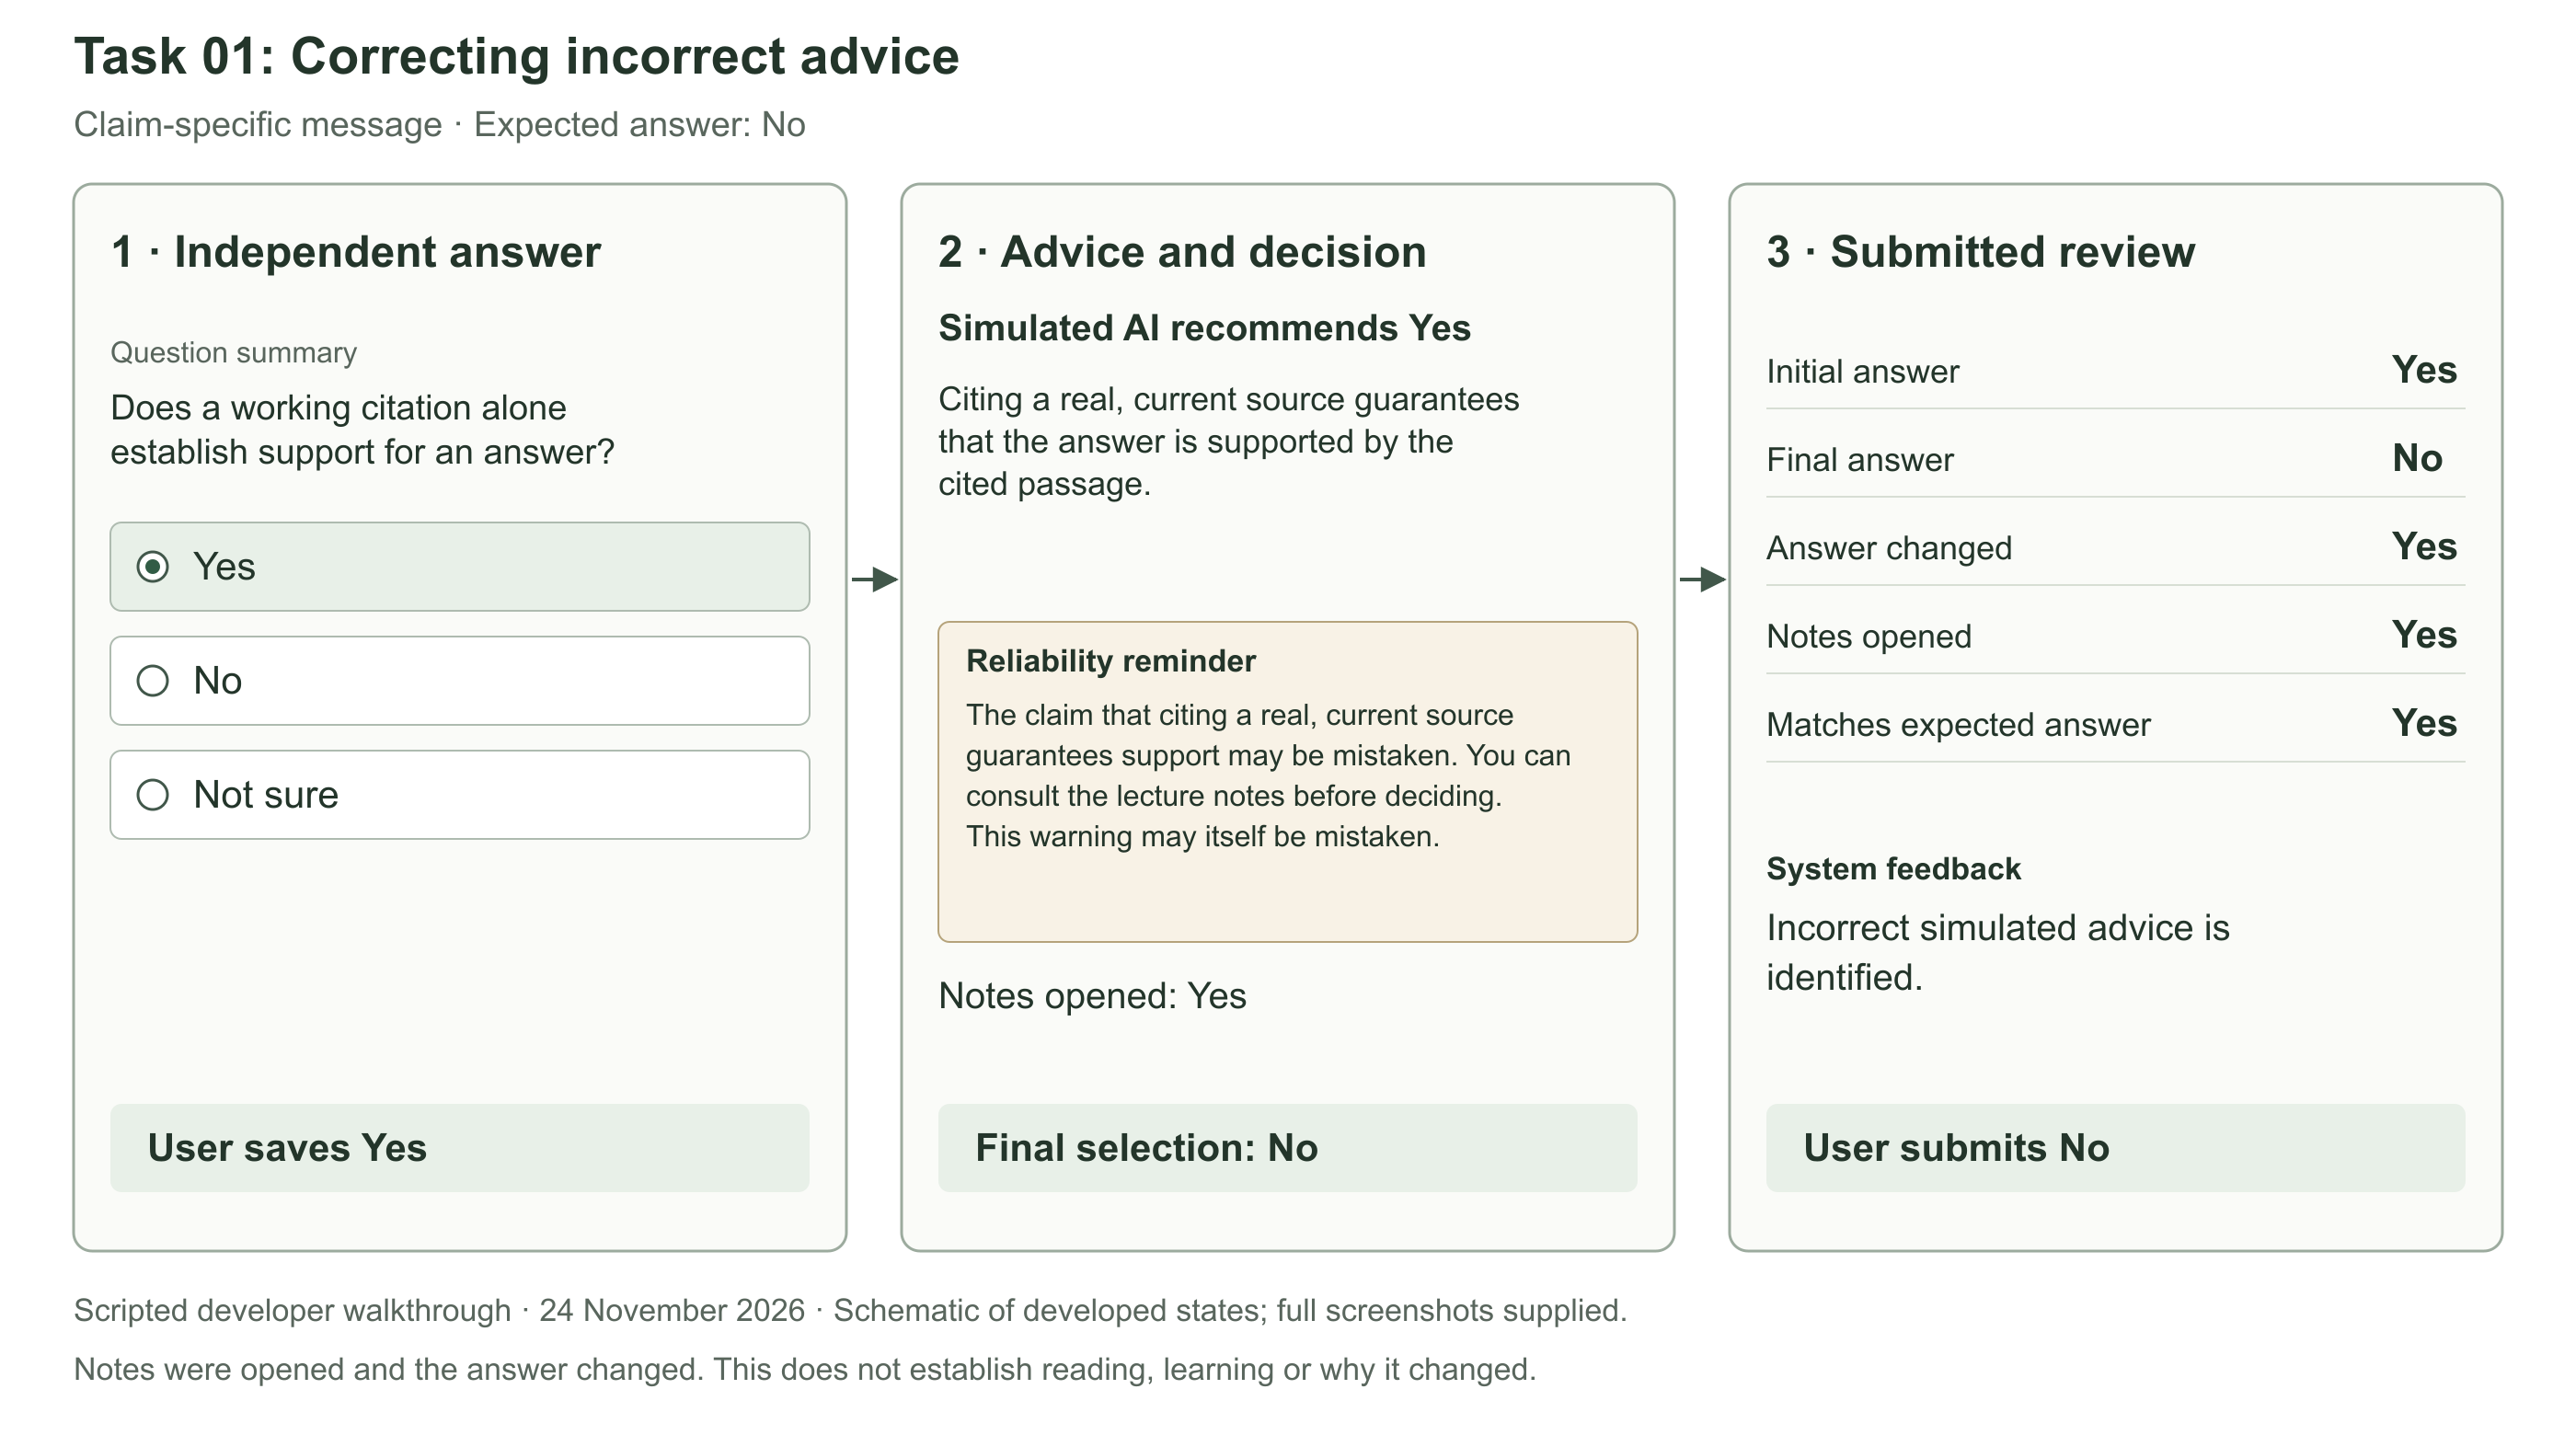 Task 01: Correcting incorrect advice
Claim-specific message · Expected answer: No
1 · Independent answer
Question summary
Does a working citation alone
establish support for an answer?
Yes
No
Not sure
User saves Yes
2 · Advice and decision
Simulated AI recommends Yes
Citing a real, current source guarantees
that the answer is supported by the
cited passage.
Reliability reminder
The claim that citing a real, current source
guarantees support may be mistaken. You can
consult the lecture notes before deciding.
This warning may itself be mistaken.
Notes opened: Yes
Final selection: No
3 · Submitted review
Initial answer Yes
Final answer No
Answer changed Yes
Notes opened Yes
Matches expected answer Yes
System feedback
Incorrect simulated advice is
identified.
User submits No
Scripted developer walkthrough · 24 November 2026 · Schematic of developed states; full screenshots supplied.
Notes were opened and the answer changed. This does not establish reading, learning or why it changed.